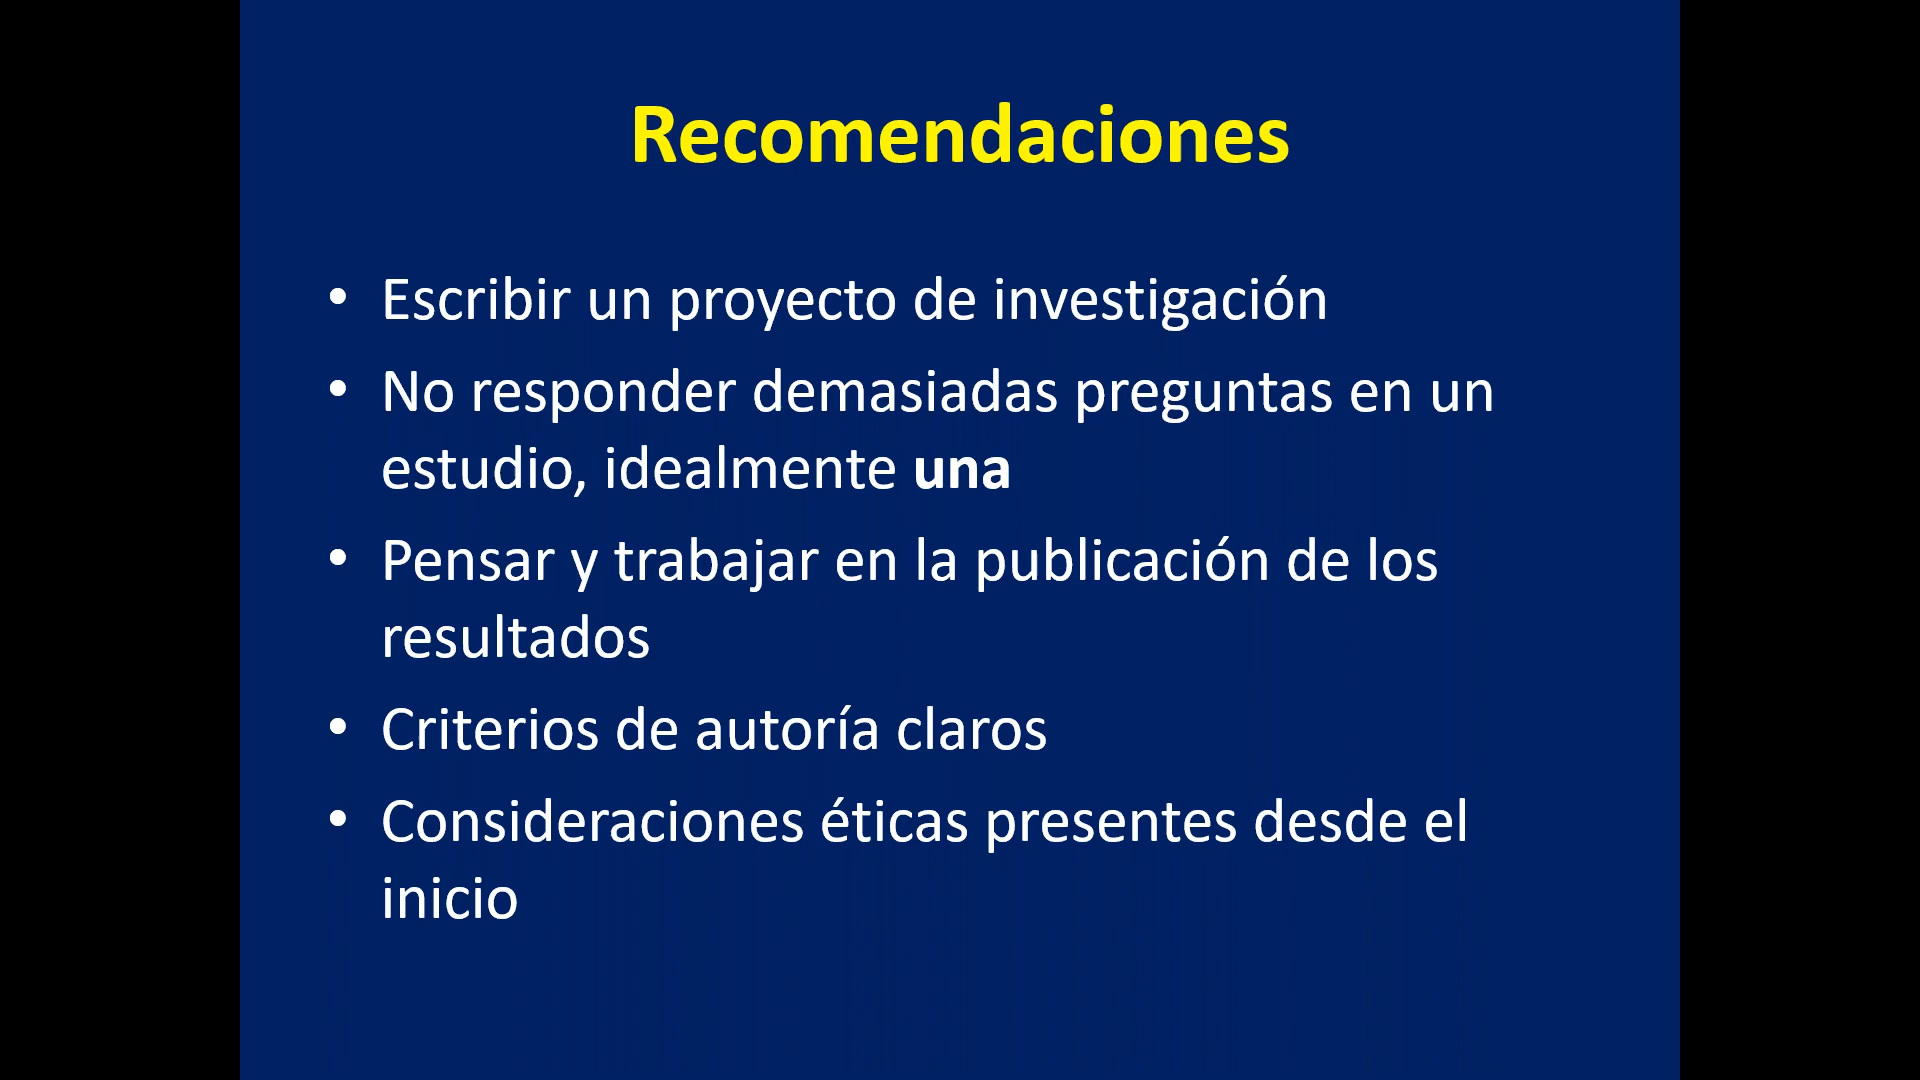 Recomendaciones
• Escribir un proyecto de investigación
• No responder demasiadas preguntas en un
estudio, idealmente una
• Pensar y trabajar en la publicación de los
resultados
• Criterios de autoría claros
• Consideraciones éticas presentes desde el
inicio